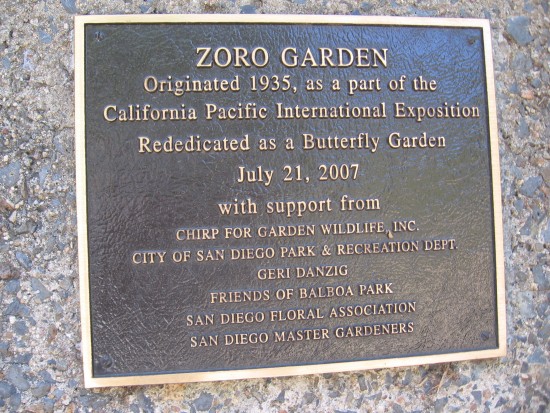 ZORO GARDEN
Originated 1935, as a part of the
California Pacific International Exposition
Rededicated as a Butterfly Garden
July 21, 2007
with support from
CHIRP FOR GARDEN WILDLIFE, INC.
CITY OF SAN DIEGO PARK & RECREATION DEPT.
GERI DANZIG
FRIENDS OF BALBOA PARK
SAN DIEGO FLORAL ASSOCIATION
SAN DIEGO MASTER GARDENERS